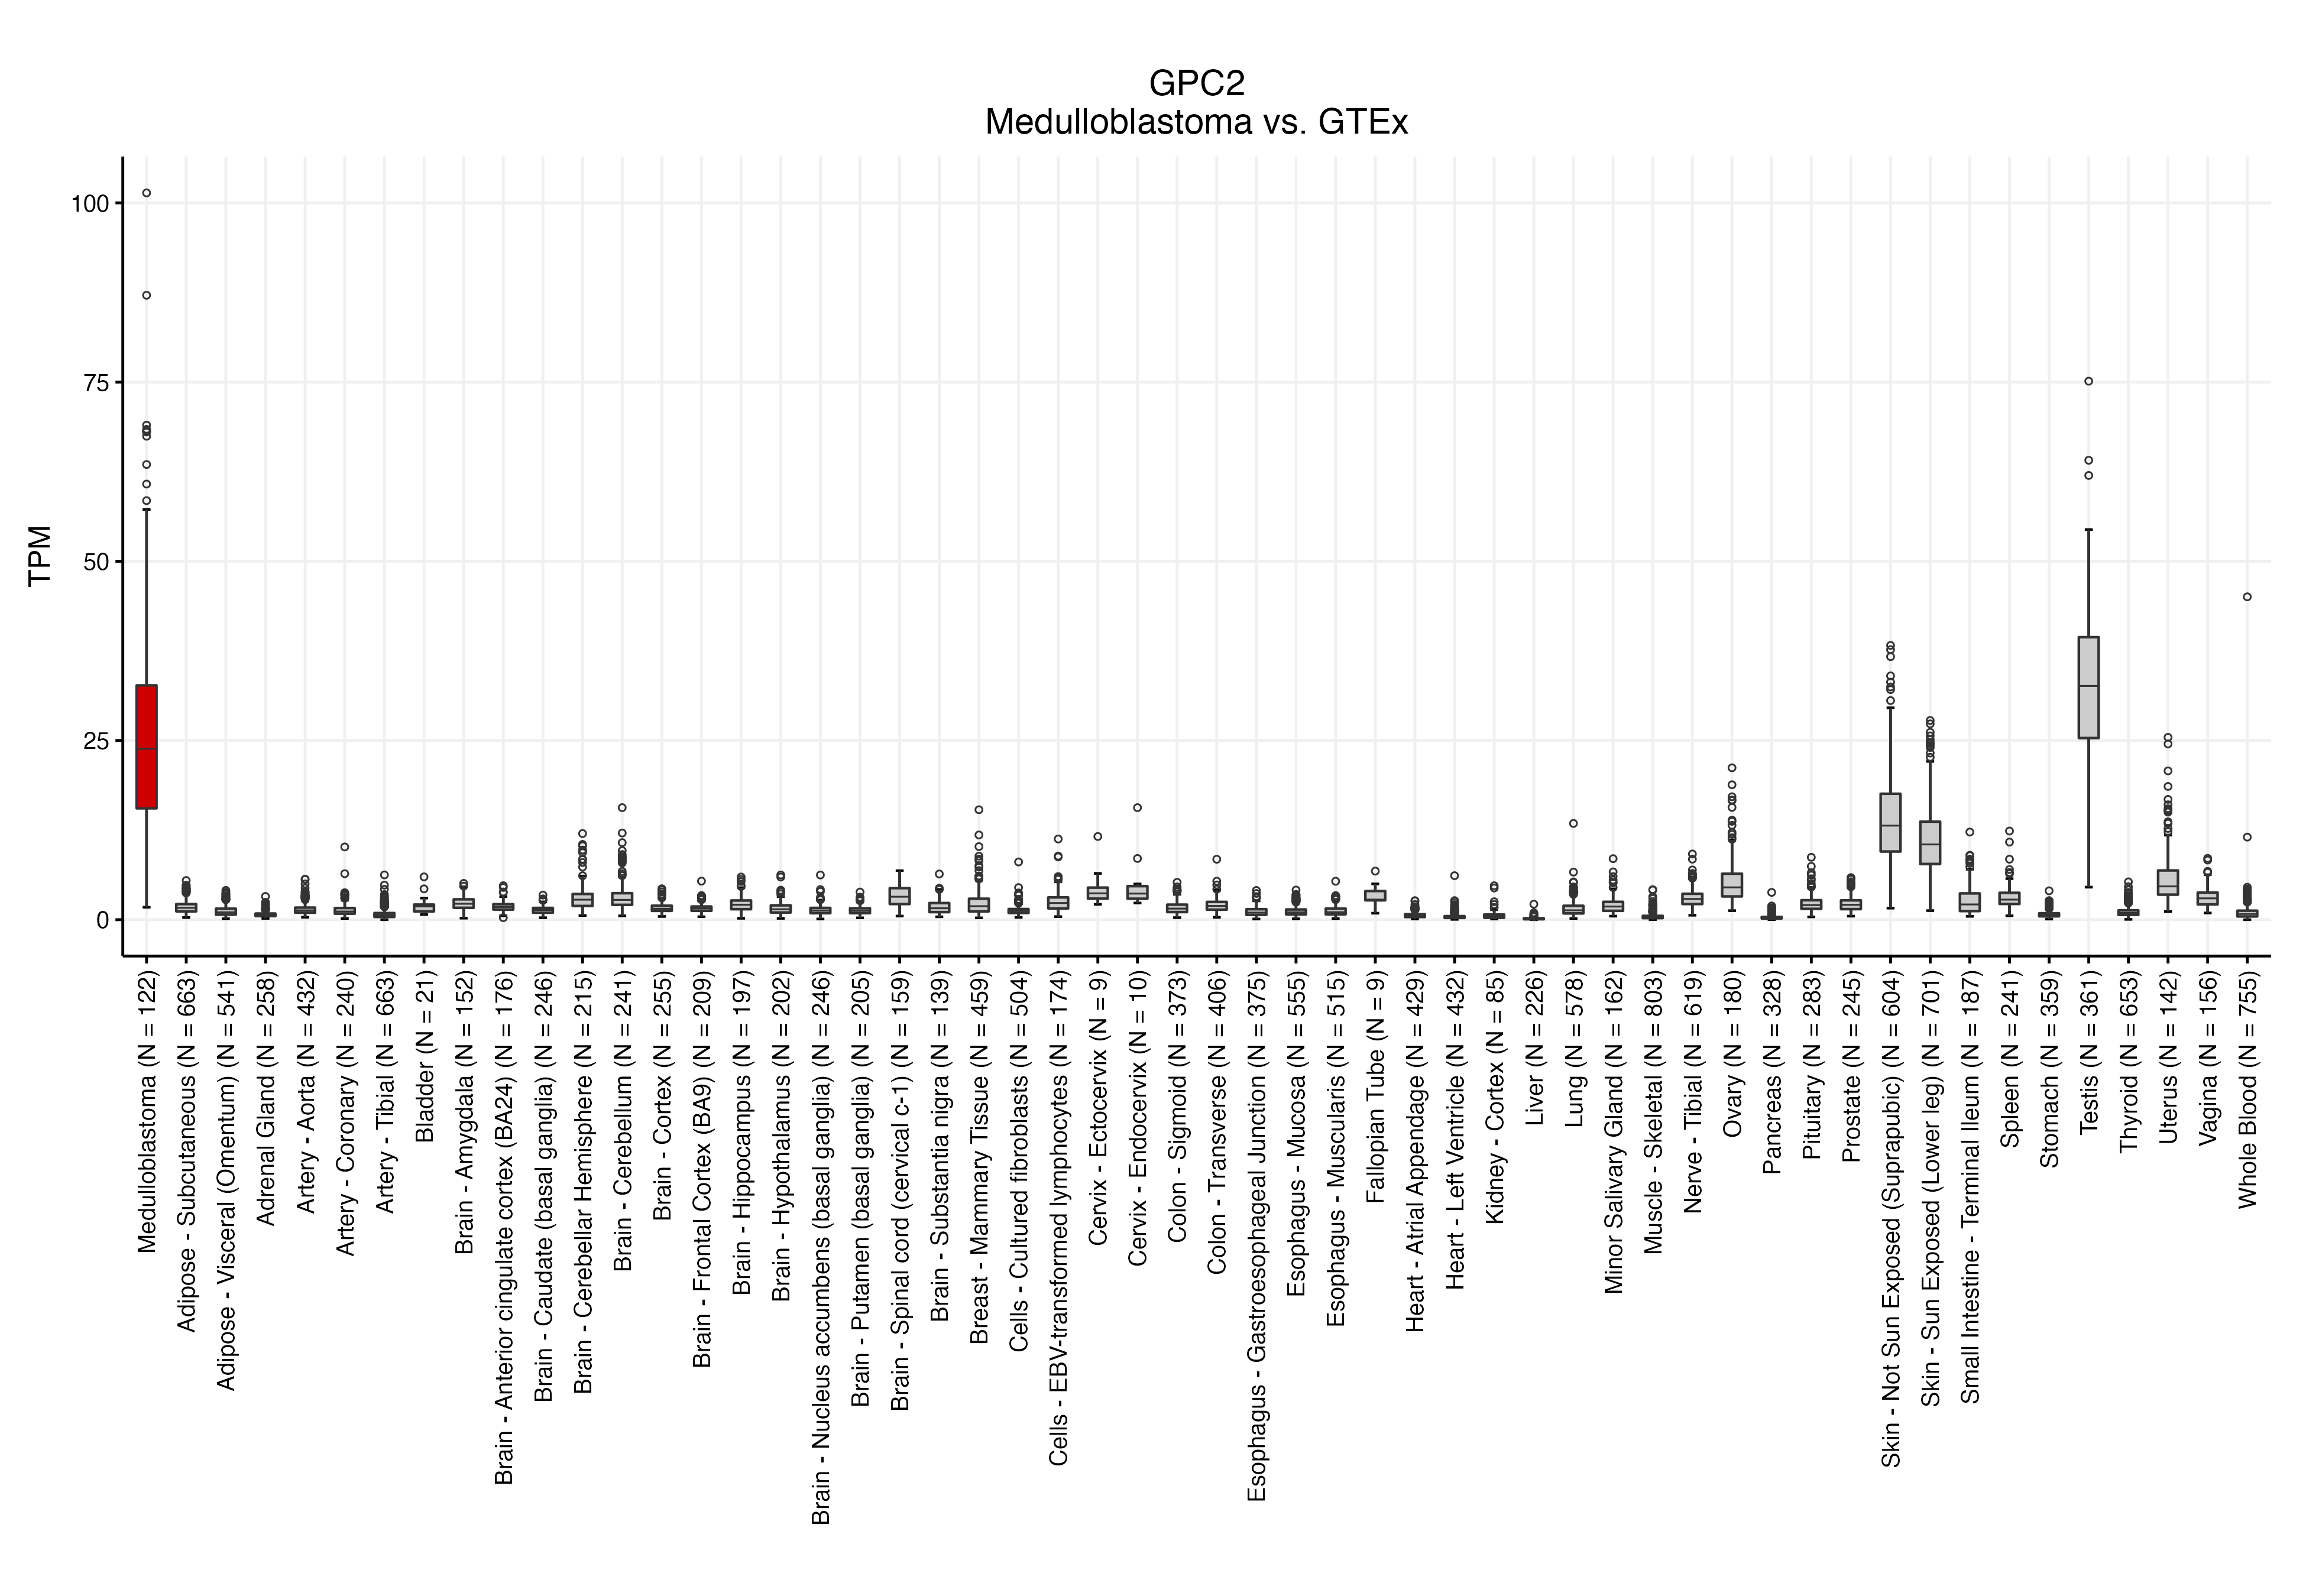 GPC2
Medulloblastoma vs. GTEx
TPM
100
75
50
25
0
Medulloblastoma (N = 122)
Adipose - Subcutaneous (N = 663)
Adipose - Visceral (Omentum) (N = 541)
Adrenal Gland (N = 258)
Artery - Aorta (N = 432)
Artery - Coronary (N = 240)
Artery - Tibial (N = 663)
Bladder (N = 21)
Brain - Amygdala (N = 152)
Brain - Anterior cingulate cortex (BA24) (N = 176)
Brain - Caudate (basal ganglia) (N = 246)
Brain - Cerebellar Hemisphere (N = 215)
Brain - Cerebellum (N = 241)
Brain - Cortex (N = 255)
Brain - Frontal Cortex (BA9) (N = 209)
Brain - Hippocampus (N = 197)
Brain - Hypothalamus (N = 202)
Brain - Nucleus accumbens (basal ganglia) (N = 246)
Brain - Putamen (basal ganglia) (N = 205)
Brain - Spinal cord (cervical c-1) (N = 159)
Brain - Substantia nigra (N = 139)
Breast - Mammary Tissue (N = 459)
Cells - Cultured fibroblasts (N = 504)
Cells - EBV-transformed lymphocytes (N = 174)
Cervix - Ectocervix (N = 9)
Cervix - Endocervix (N = 10)
Colon - Sigmoid (N = 373)
Colon - Transverse (N = 406)
Esophagus - Gastroesophageal Junction (N = 375)
Esophagus - Mucosa (N = 555)
Esophagus - Muscularis (N = 515)
Fallopian Tube (N = 9)
Heart - Atrial Appendage (N = 429)
Heart - Left Ventricle (N = 432)
Kidney - Cortex (N = 85)
Liver (N = 226)
Lung (N = 578)
Minor Salivary Gland (N = 162)
Muscle - Skeletal (N = 803)
Nerve - Tibial (N = 619)
Ovary (N = 180)
Pancreas (N = 328)
Pituitary (N = 283)
Prostate (N = 245)
Skin - Not Sun Exposed (Suprapubic) (N = 604)
Skin - Sun Exposed (Lower leg) (N = 701)
Small Intestine - Terminal Ileum (N = 187)
Spleen (N = 241)
Stomach (N = 359)
Testis (N = 361)
Thyroid (N = 653)
Uterus (N = 142)
Vagina (N = 156)
Whole Blood (N = 755)